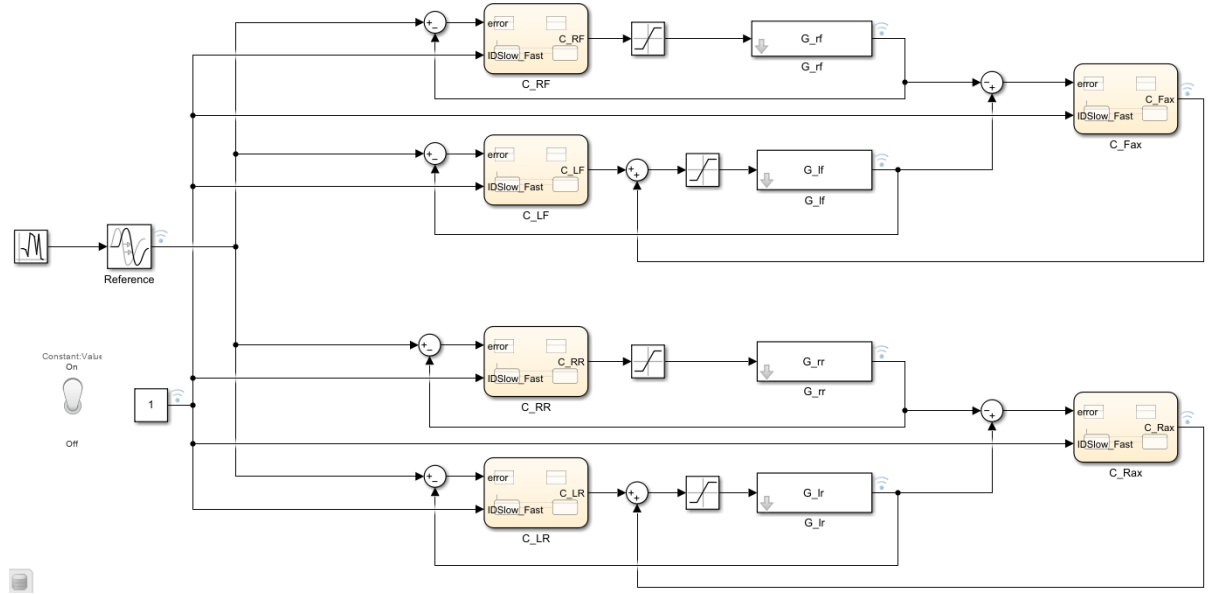 error
C_RF
IDSlow_Fast
C_RF
G_rf
G_rf
error
C_Fax
IDSlow_Fast
C_Fax
error
C_LF
IDSlow_Fast
C_LF
G_lf
G_lf
Reference
error
C_RR
IDSlow_Fast
C_RR
G_rr
G_rr
Constant:Value
On
Off
1
error
C_Rax
IDSlow_Fast
C_Rax
error
C_LR
IDSlow_Fast
C_LR
G_lr
G_lr